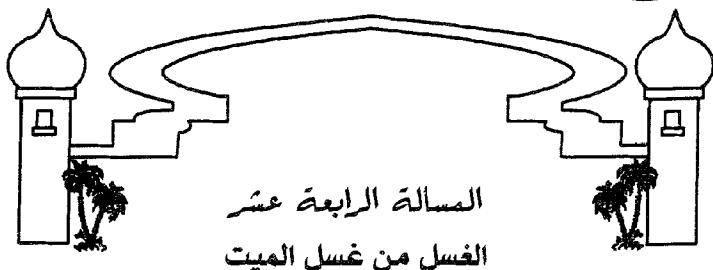 المسالة الرابعة عشر
الغسل من غسل الميت